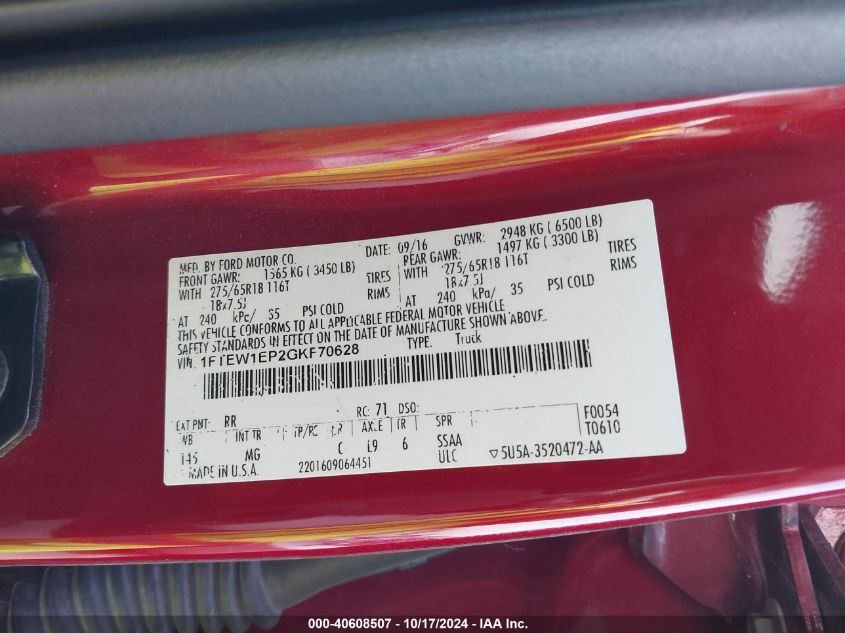 MFD. BY FORD MOTOR CO. DATE: 09/16 GVWR: 2948 KG ( 6500 LB)
FRONT GAWR: 1565 KG ( 3450 LB) REAR GAWR: 1497 KG ( 3300 LB)
WITH 275/65R18 116T TIRES WITH 275/65R18 116T TIRES
18x7.5J RIMS 18x7.5J RIMS
AT 240 kPa/ 35 PSI COLD AT 240 kPa/ 35 PSI COLD
THIS VEHICLE CONFORMS TO ALL APPLICABLE FEDERAL MOTOR VEHICLE
SAFETY STANDARDS IN EFFECT ON THE DATE OF MANUFACTURE SHOWN ABOVE.
VIN: 1FTEW1EP2GKF70628 TYPE: Truck
EXT PNT: RR RC: 71 DSO: F0054
WB INT TR TP/PC R AXLE TR SPR T0610
145 MG C L9 6 SSAA
MADE IN U.S.A. 2201609064451 ULC ▽5U5A-3520472-AA
000-40608507 - 10/17/2024 - IAA Inc.